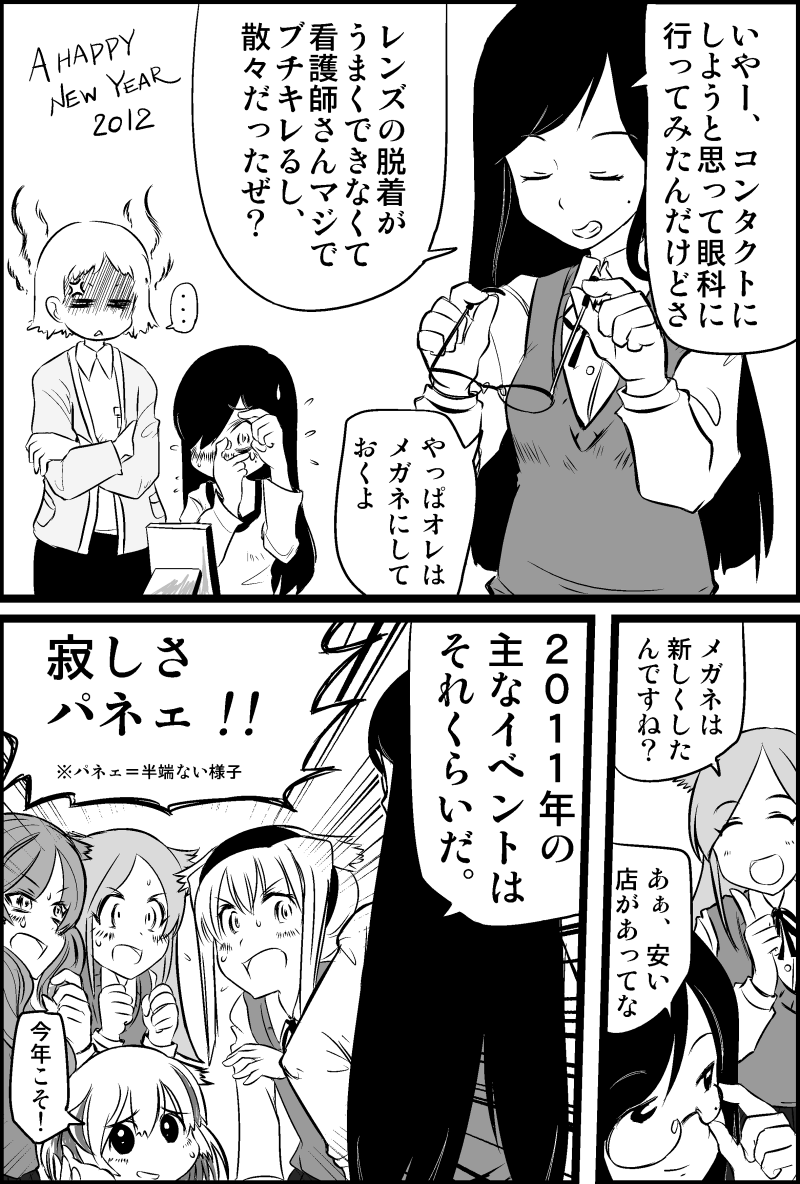 いやー、コンタクトに
しようと思って眼科に
行ってみたんだけどさ
レンズの脱着が
うまくできなくて
看護師さんマジで
ブチキレるし、
散々だったぜ?
A HAPPY
NEW YEAR
2012
・・・
やっぱオレは
メガネにして
おくよ
メガネは
新しくした
んですね?
あぁ、安い
店があってな
2011年の
主なイベントは
それくらいだ。
寂しさ
パネェ!!
※パネェ=半端ない様子
今年こそ!